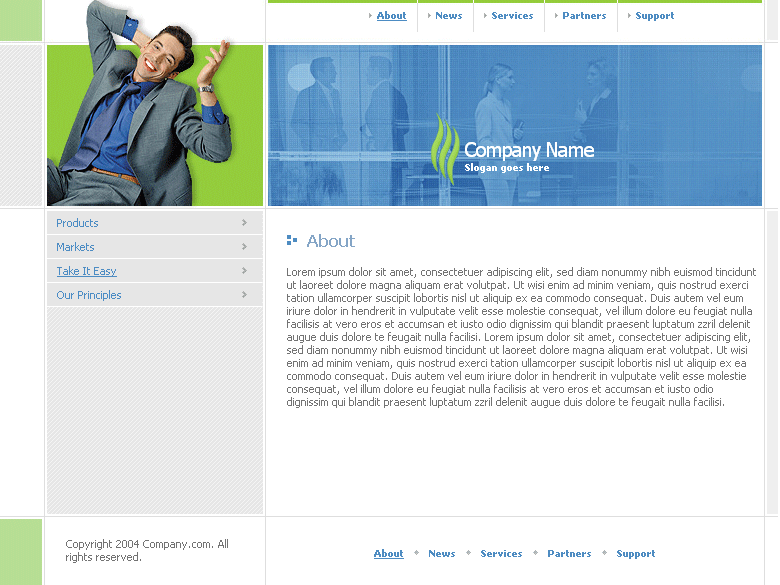 About News Services Partners Support
Company Name
Slogan goes here
Products
Markets
Take It Easy
Our Principles
About
Lorem ipsum dolor sit amet, consectetuer adipiscing elit, sed diam nonummy nibh euismod tincidunt
ut laoreet dolore magna aliquam erat volutpat. Ut wisi enim ad minim veniam, quis nostrud exerci
tation ullamcorper suscipit lobortis nisl ut aliquip ex ea commodo consequat. Duis autem vel eum
iriure dolor in hendrerit in vulputate velit esse molestie consequat, vel illum dolore eu feugiat nulla
facilisis at vero eros et accumsan et iusto odio dignissim qui blandit praesent luptatum zzril delenit
augue duis dolore te feugait nulla facilisi. Lorem ipsum dolor sit amet, consectetuer adipiscing elit,
sed diam nonummy nibh euismod tincidunt ut laoreet dolore magna aliquam erat volutpat. Ut wisi
enim ad minim veniam, quis nostrud exerci tation ullamcorper suscipit lobortis nisl ut aliquip ex ea
commodo consequat. Duis autem vel eum iriure dolor in hendrerit in vulputate velit esse molestie
consequat, vel illum dolore eu feugiat nulla facilisis at vero eros et accumsan et iusto odio
dignissim qui blandit praesent luptatum zzril delenit augue duis dolore te feugait nulla facilisi.
Copyright 2004 Company.com. All
rights reserved.
About News Services Partners Support